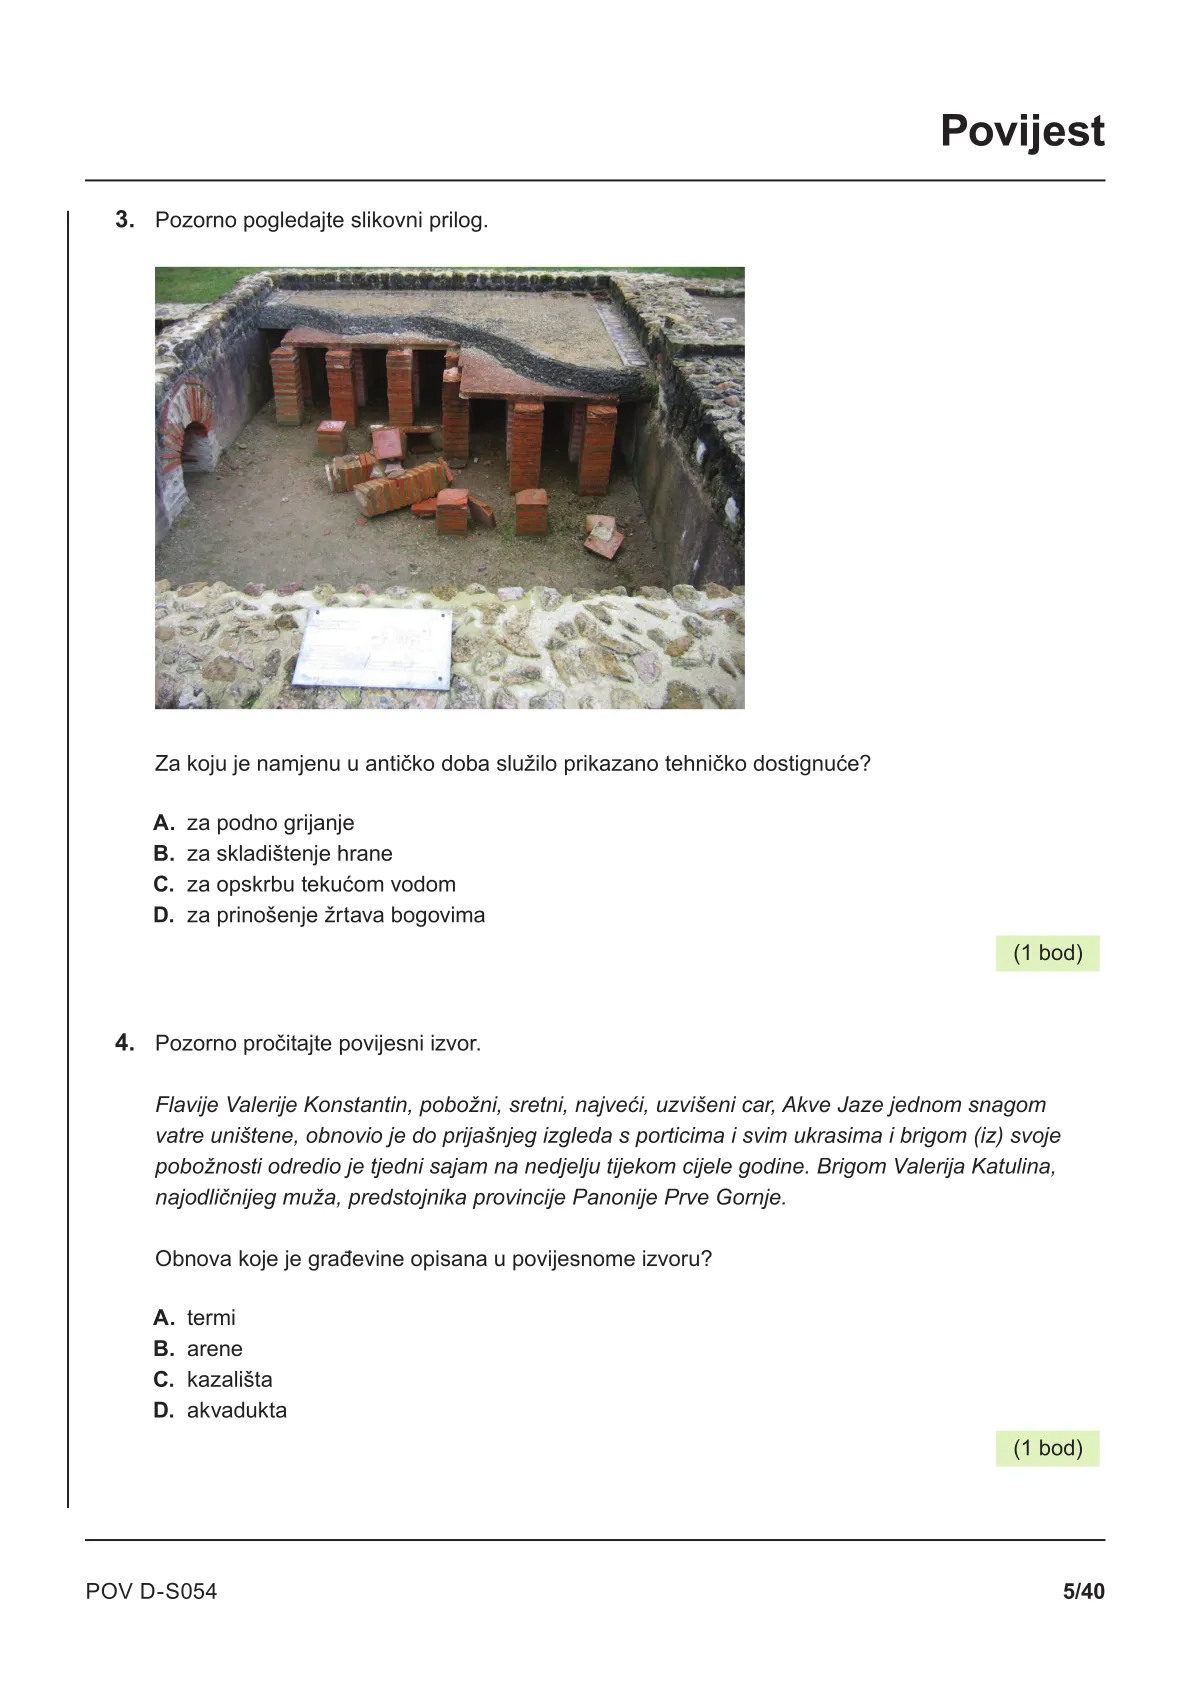 Povijest
3. Pozorno pogledajte slikovni prilog.
Za koju je namjenu u antičko doba služilo prikazano tehničko dostignuće?
A. za podno grijanje
B. za skladištenje hrane
C. za opskrbu tekućom vodom
D. za prinošenje žrtava bogovima
(1 bod)
4. Pozorno pročitajte povijesni izvor.
Flavije Valerije Konstantin, pobožni, sretni, najveći, uzvišeni car, Akve Jaze jednom snagom
vatre uništene, obnovio je do prijašnjeg izgleda s porticima i svim ukrasima i brigom (iz) svoje
pobožnosti odredio je tjedni sajam na nedjelju tijekom cijele godine. Brigom Valerija Katulina,
najodličnijeg muža, predstojnika provincije Panonije Prve Gornje.
Obnova koje je građevine opisana u povijesnome izvoru?
A. termi
B. arene
C. kazališta
D. akvadukta
(1 bod)
POV D-S054
5/40